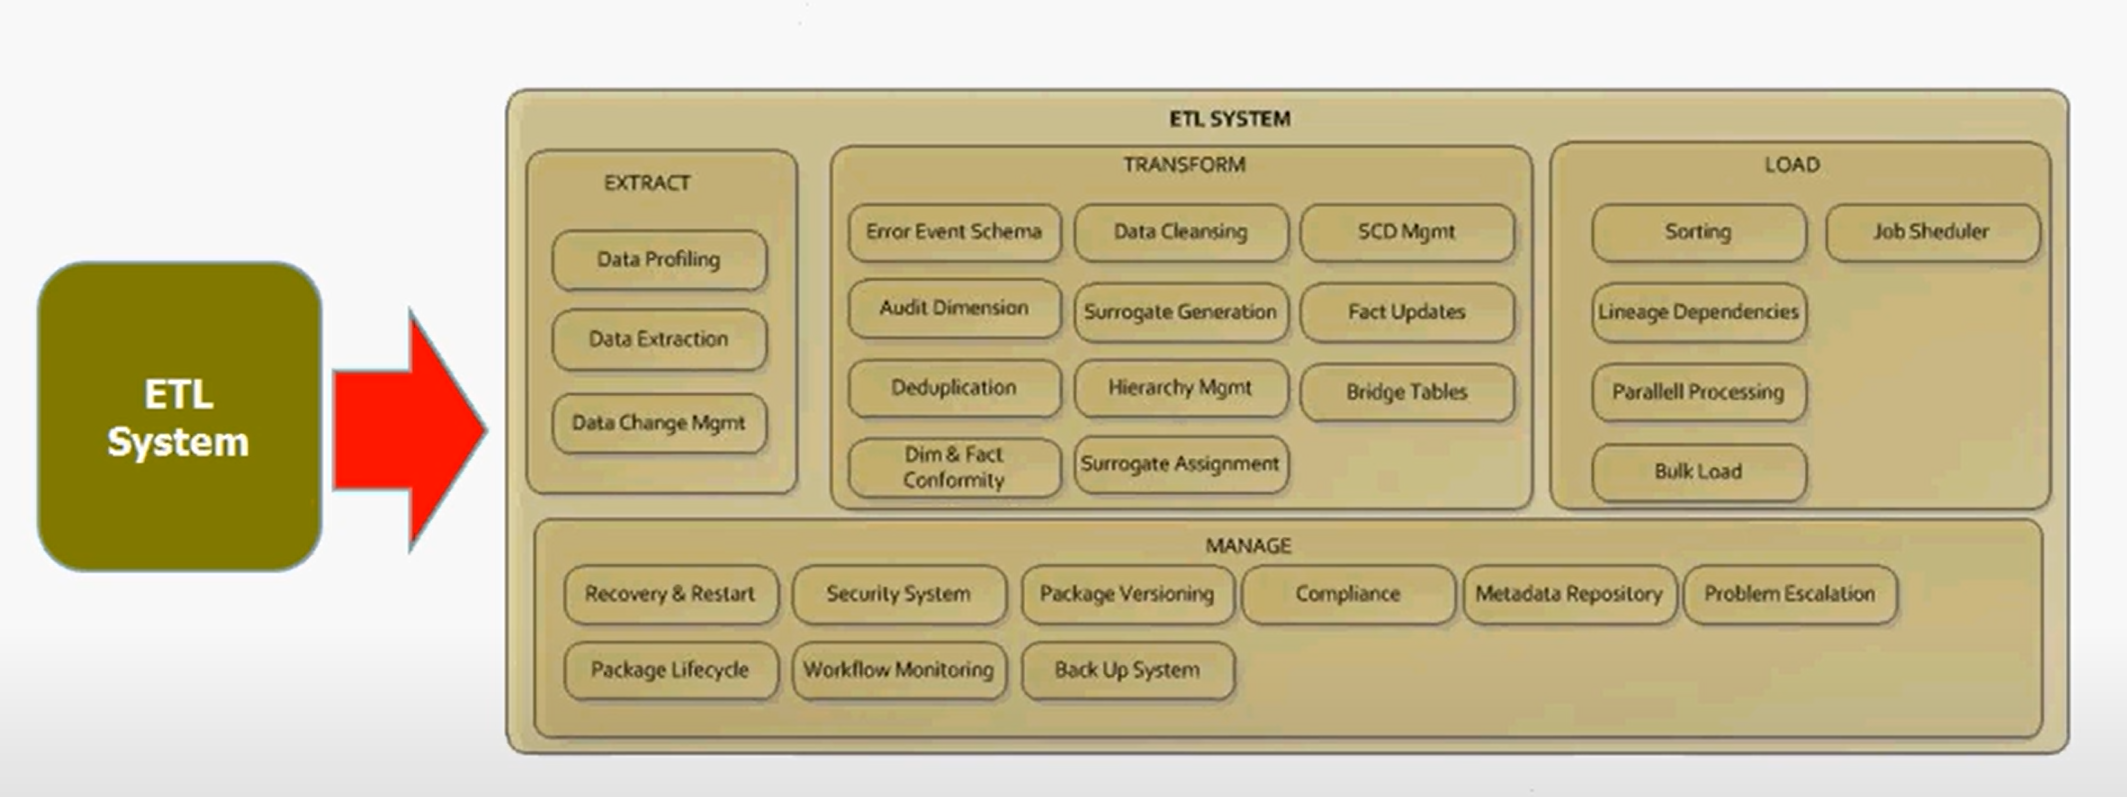 ETL
System
ETL SYSTEM
EXTRACT
Data Profiling
Data Extraction
Data Change Mgmt
TRANSFORM
Error Event Schema
Data Cleansing
SCD Mgmt
Audit Dimension
Surrogate Generation
Fact Updates
Deduplication
Hierarchy Mgmt
Bridge Tables
Dim & Fact
Conformity
Surrogate Assignment
LOAD
Sorting
Job Sheduler
Lineage Dependencies
Parallell Processing
Bulk Load
MANAGE
Recovery & Restart
Security System
Package Versioning
Compliance
Metadata Repository
Problem Escalation
Package Lifecycle
Workflow Monitoring
Back Up System